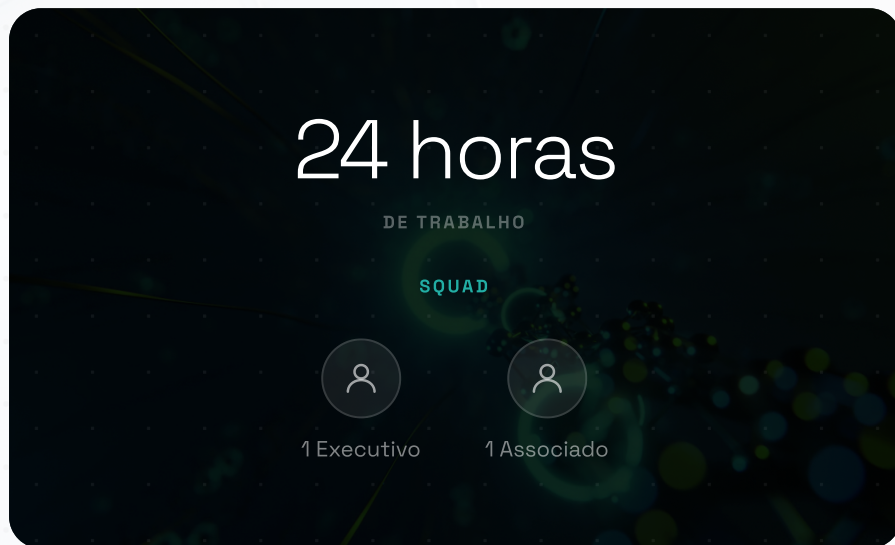 24 horas
DE TRABALHO
SQUAD
1 Executivo
1 Associado